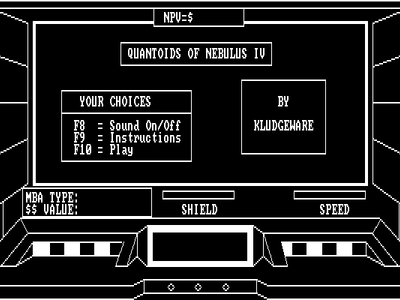 NPV=$
QUANTOIDS OF NEBULUS IV
YOUR CHOICES
F8 = Sound On/Off
F9 = Instructions
F10 = Play
BY
KLUDGEWARE
MBA TYPE:
$$ VALUE:
SHIELD
SPEED